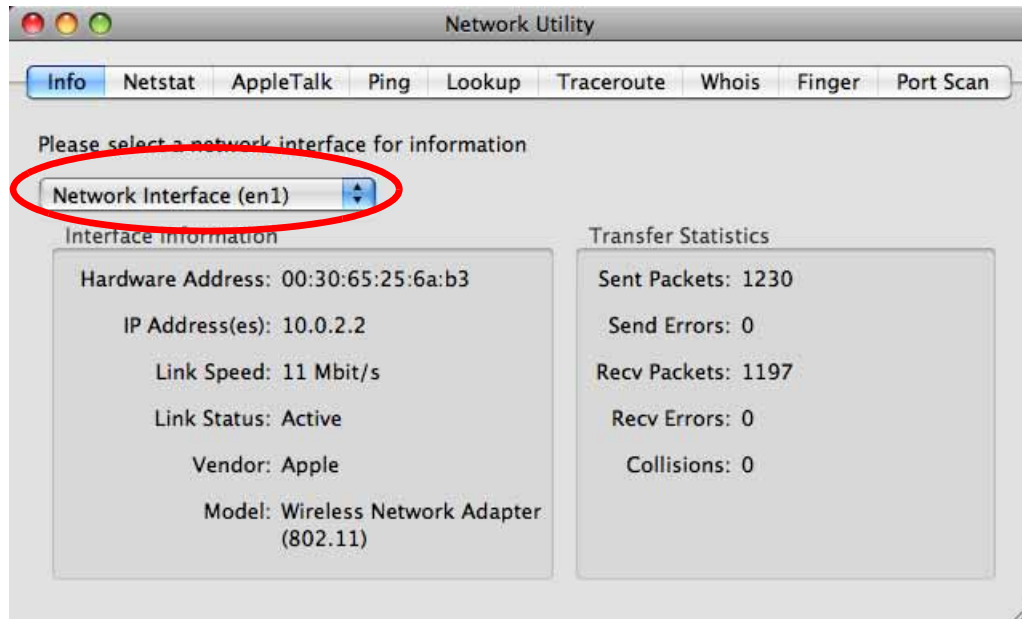 Network Utility
Info Netstat AppleTalk Ping Lookup Traceroute Whois Finger Port Scan
Please select a network interface for information
Network Interface (en1)
Interface Information
Hardware Address: 00:30:65:25:6a:b3
IP Address(es): 10.0.2.2
Link Speed: 11 Mbit/s
Link Status: Active
Vendor: Apple
Model: Wireless Network Adapter
(802.11)
Transfer Statistics
Sent Packets: 1230
Send Errors: 0
Recv Packets: 1197
Recv Errors: 0
Collisions: 0